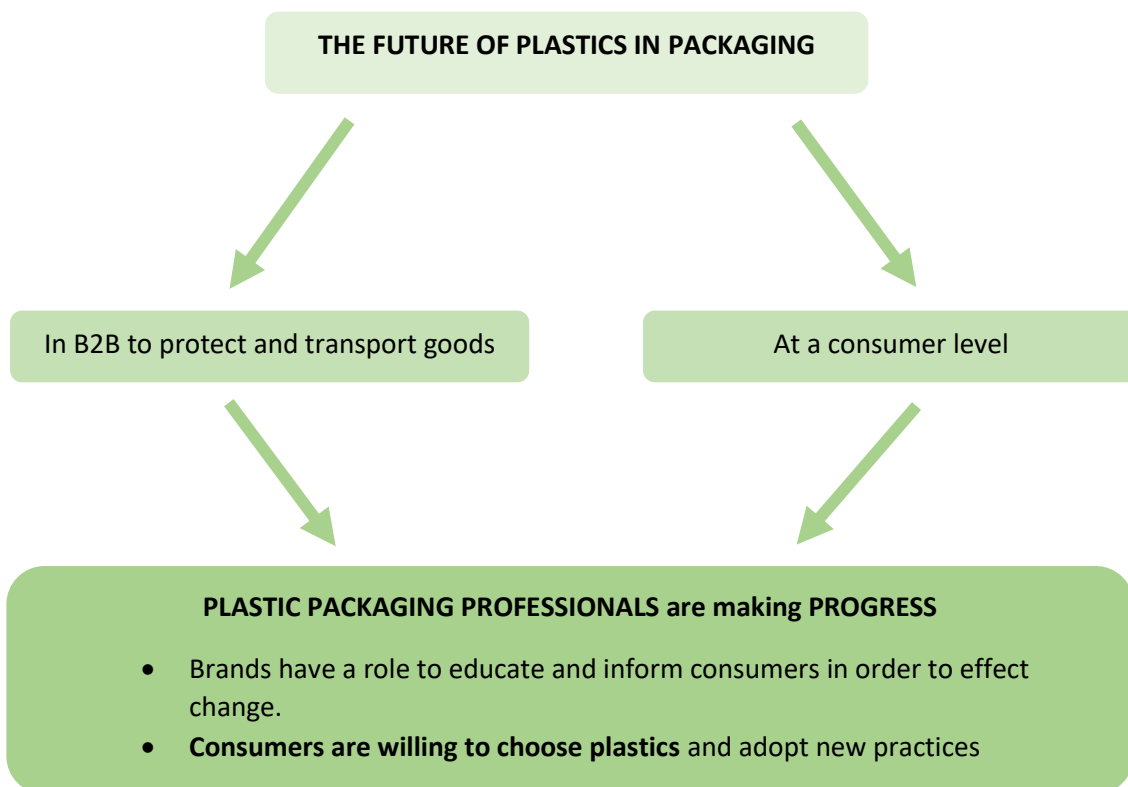 THE FUTURE OF PLASTICS IN PACKAGING
In B2B to protect and transport goods
At a consumer level
PLASTIC PACKAGING PROFESSIONALS are making PROGRESS
• Brands have a role to educate and inform consumers in order to effect
change.
• Consumers are willing to choose plastics and adopt new practices